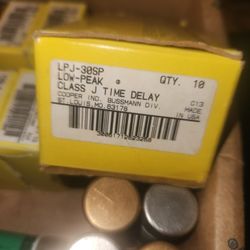 LPJ-30SP
LOW-PEAK ® QTY. 10
CLASS J TIME DELAY
COOPER IND. BUSSMANN DIV. G13
ST. LOUIS, MO. 63178 MADE
IN USA